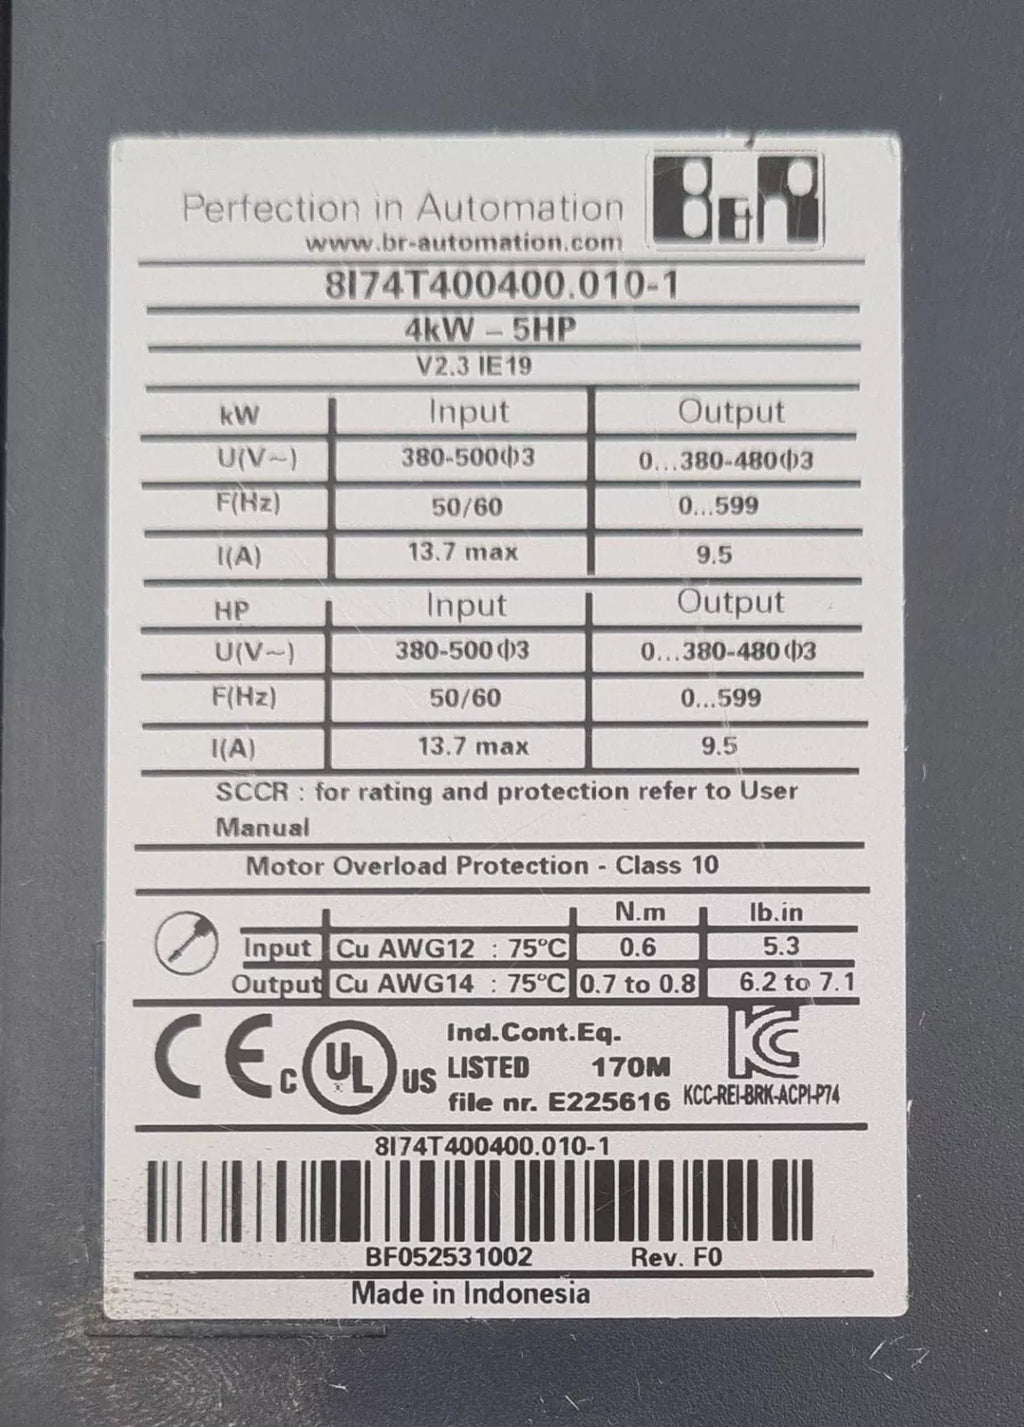 Perfection in Automation B&R
www.br-automation.com
8I74T400400.010-1
4kW – 5HP
V2.3 IE19
kW Input Output
U(V~) 380-500ф3 0...380-480ф3
F(Hz) 50/60 0...599
I(A) 13.7 max 9.5
HP Input Output
U(V~) 380-500ф3 0...380-480ф3
F(Hz) 50/60 0...599
I(A) 13.7 max 9.5
SCCR : for rating and protection refer to User
Manual
Motor Overload Protection - Class 10
N.m lb.in
Input Cu AWG12 : 75°C 0.6 5.3
Output Cu AWG14 : 75°C 0.7 to 0.8 6.2 to 7.1
CE c UL us Ind.Cont.Eq. KC
LISTED 170M
file nr. E225616 KCC-REI-BRK-ACPI-P74
8I74T400400.010-1
BF052531002 Rev. F0
Made in Indonesia